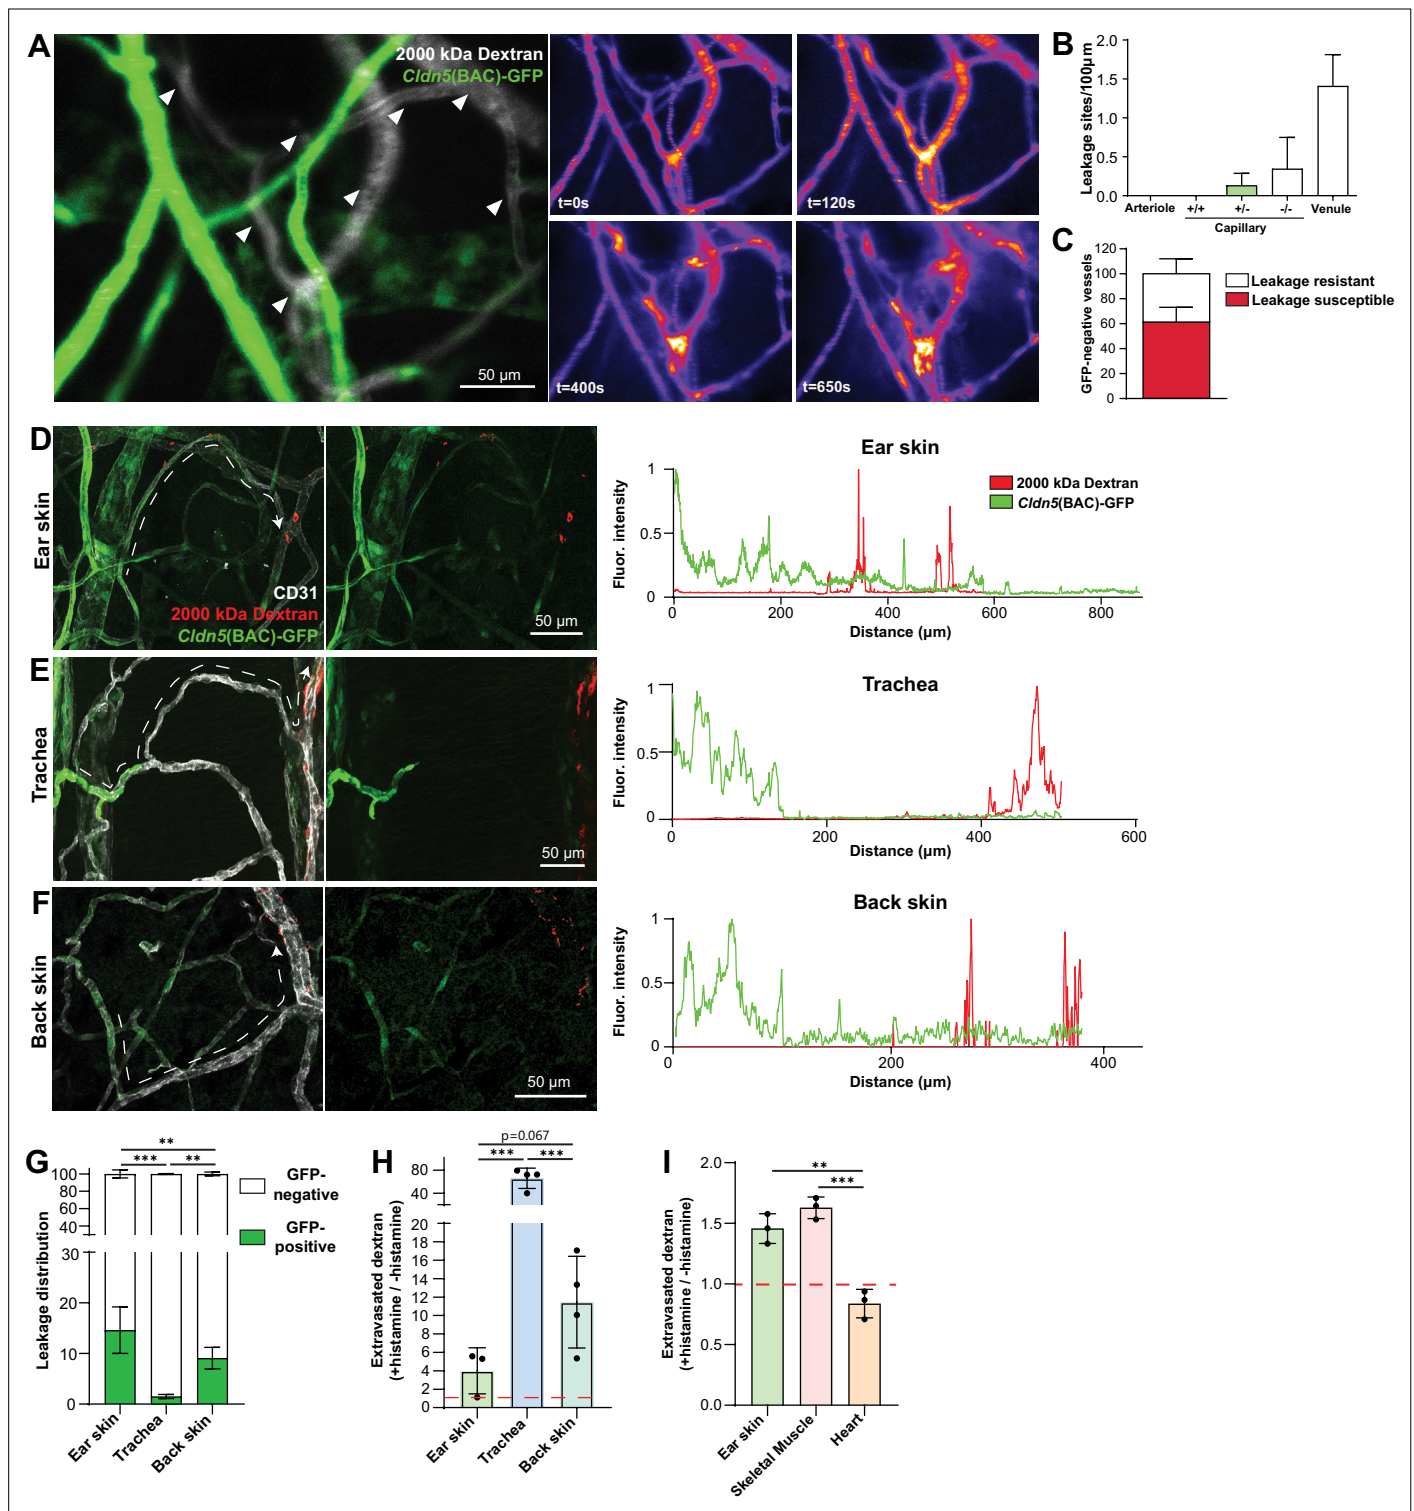 A
2000 kDa Dextran
Cldn5(BAC)-GFP
50 µm
t=0s
t=120s
t=400s
t=650s
B
Leakage sites/100µm
2.0
1.5
1.0
0.5
0.0
Arteriole +/+ +/- -/- Venule
Capillary
C
GFP-negative vessels
120
100
80
60
40
20
0
Leakage resistant
Leakage susceptible
D
Ear skin
CD31
2000 kDa Dextran
Cldn5(BAC)-GFP
50 µm
Ear skin
Fluor. intensity
1
0.5
0
0 200 400 600 800
Distance (µm)
2000 kDa Dextran
Cldn5(BAC)-GFP
E
Trachea
50 µm
Trachea
Fluor. intensity
1
0.5
0
0 200 400 600
Distance (µm)
F
Back skin
50 µm
Back skin
Fluor. intensity
1
0.5
0
0 200 400
Distance (µm)
G
**
*** **
Leakage distribution
100
80
60
40
30
20
10
0
Ear skin Trachea Back skin
GFP-
negative
GFP-
positive
H
p=0.067
*** ***
Extravasated dextran
(+histamine / -histamine)
80
40
20
18
16
14
12
10
8
6
4
2
0
Ear skin Trachea Back skin
I
**
***
Extravasated dextran
(+histamine / -histamine)
2.0
1.5
1.0
0.5
0.0
Ear skin Skeletal Muscle Heart